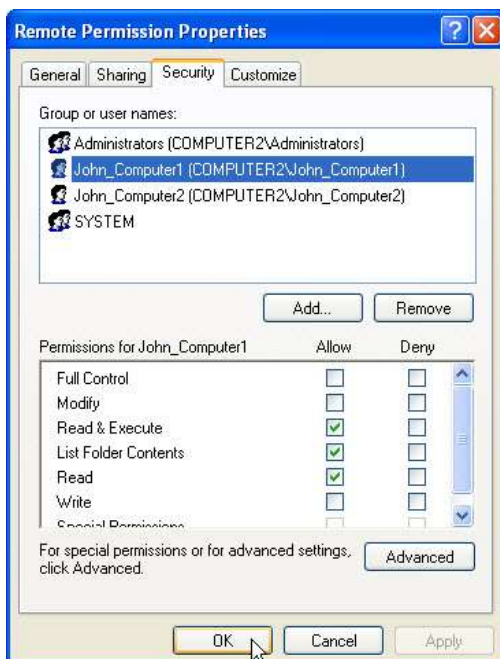 Remote Permission Properties
General Sharing Security Customize
Group or user names:
Administrators (COMPUTER2\Administrators)
John_Computer1 (COMPUTER2\John_Computer1)
John_Computer2 (COMPUTER2\John_Computer2)
SYSTEM
Add... Remove
Permissions for John_Computer1 Allow Deny
Full Control
Modify
Read & Execute
List Folder Contents
Read
Write
Special Permissions
For special permissions or for advanced settings,
click Advanced.
Advanced
OK Cancel Apply